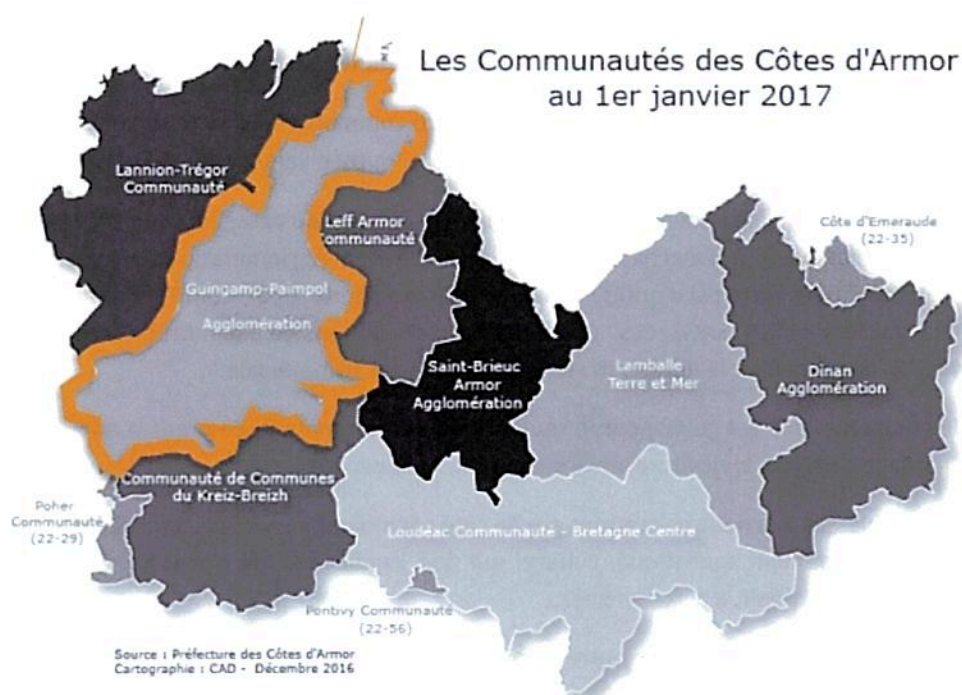 Les Communautés des Côtes d'Armor
au 1er janvier 2017
Lannion-Trégor
Communauté
Leff Armor
Communauté
Côte d'Emeraude
(22-35)
Guingamp-Paimpol
Agglomération
Saint-Brieuc
Armor
Agglomération
Lamballe
Terre et Mer
Dinan
Agglomération
Communauté de Communes
du Kreiz-Breizh
Poher
Communauté
(22-29)
Loudéac Communauté - Bretagne Centre
Pontivy Communauté
(22-56)
Source : Préfecture des Côtes d'Armor
Cartographie : CAD - Décembre 2016